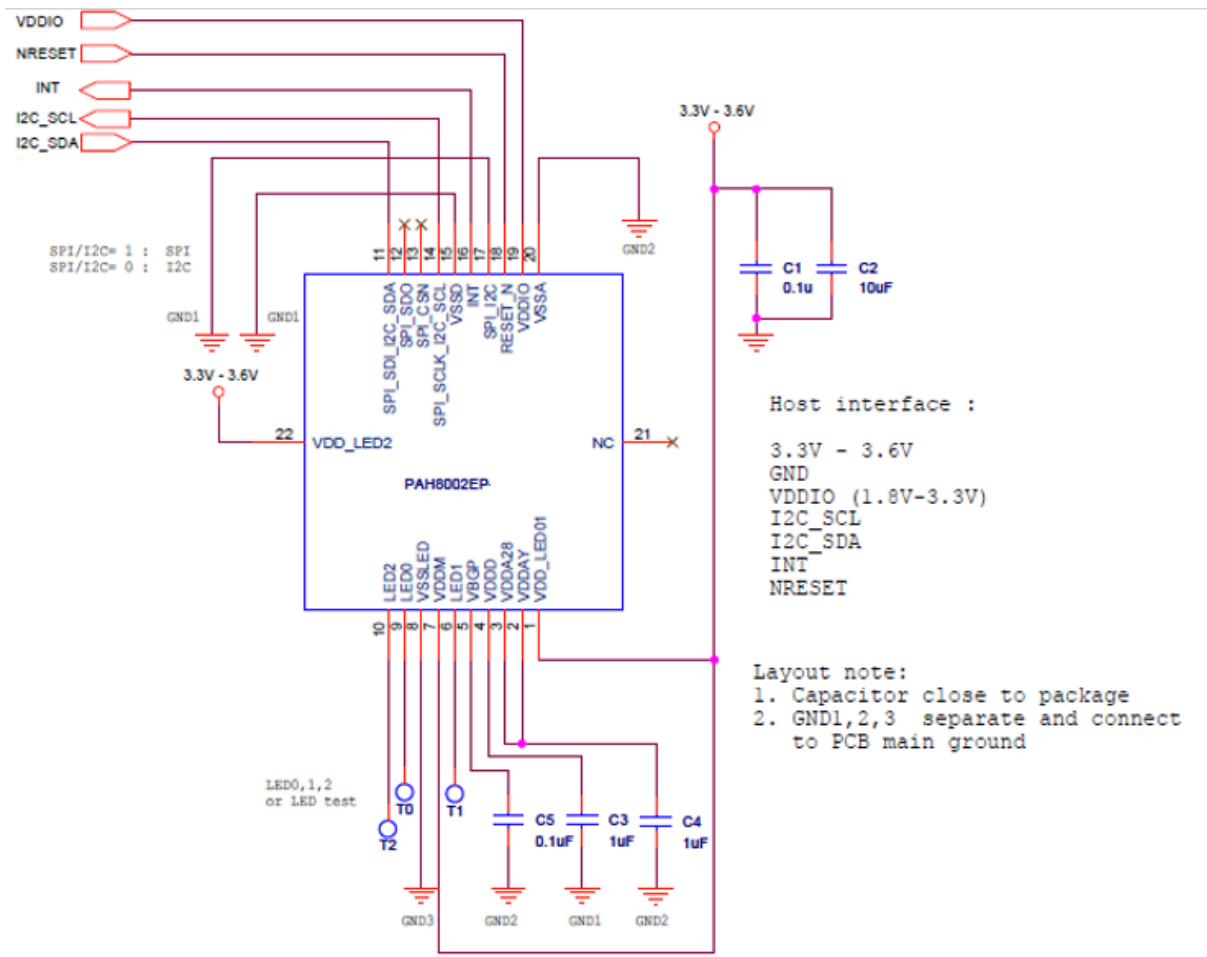 VDDIO
NRESET
INT
I2C_SCL
I2C_SDA
3.3V - 3.6V
GND2
SPI/I2C= 1 :  SPI
SPI/I2C= 0 :  I2C
GND1
GND1
11
12
13
14
15
16
17
18
19
20
SPI_SDI_I2C_SDA
SPI_SDO
SPI_CSN
SPI_SCLK_I2C_SCL
VSSD
INT
SPI_I2C
RESET_N
VDDIO
VSSA
C1
0.1u
C2
10uF
3.3V - 3.6V
22
VDD_LED2
NC
21
PAH8002EP
Host interface :
3.3V - 3.6V
GND
VDDIO (1.8V-3.3V)
I2C_SCL
I2C_SDA
INT
NRESET
LED2
LED0
VSSLED
VDDM
LED1
VBGP
VDDD
VDDA28
VDDAY
VDD_LED01
10
9
8
7
6
5
4
3
2
1
Layout note:
1. Capacitor close to package
2. GND1,2,3  separate and connect
to PCB main ground
LED0,1,2
or LED test
T0
T1
T2
C5
0.1uF
C3
1uF
C4
1uF
GND3
GND2
GND1
GND2